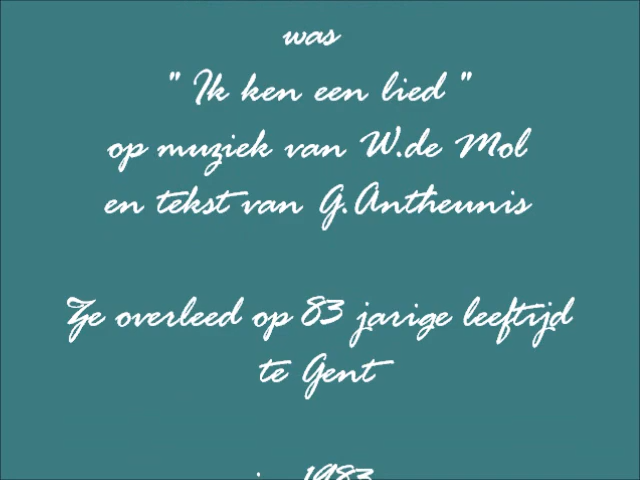 was
" Ik ken een lied "
op muziek van W.de Mol
en tekst van G.Antheunis
Ze overleed op 83 jarige leeftijd
te Gent
1983